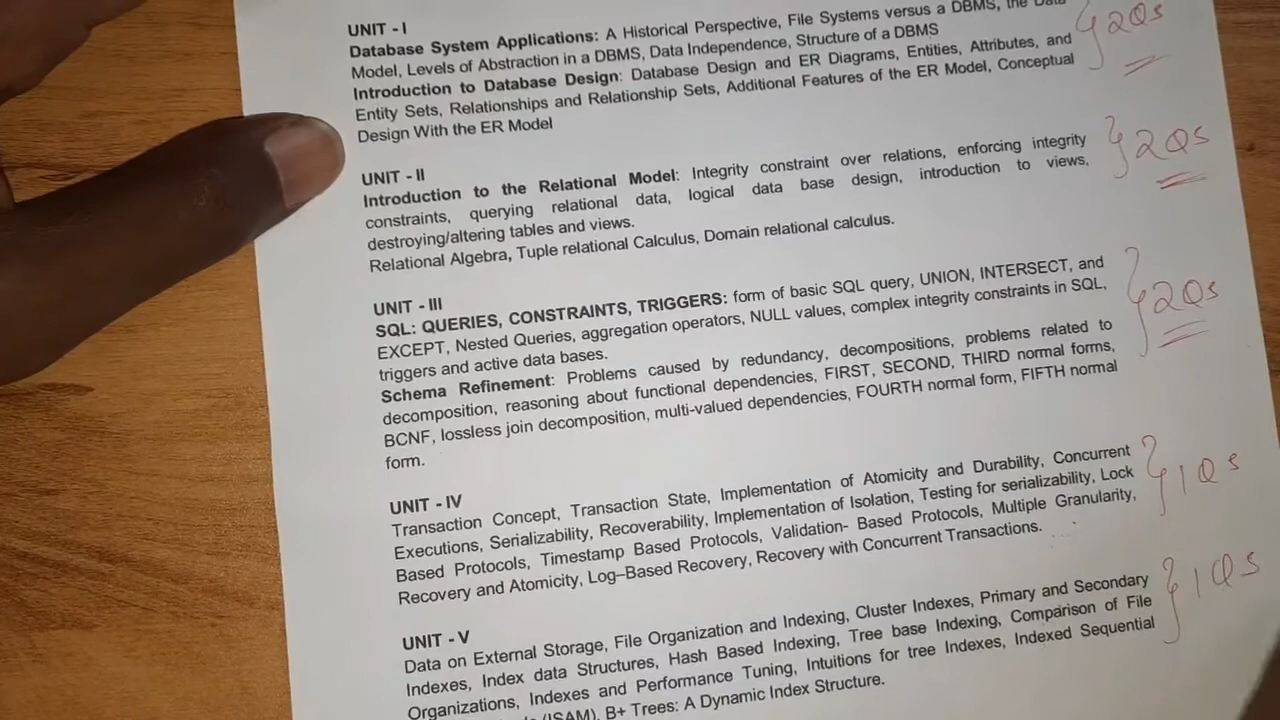 UNIT - I
Database System Applications: A Historical Perspective, File Systems versus a DBMS, the Data
Model, Levels of Abstraction in a DBMS, Data Independence, Structure of a DBMS
Introduction to Database Design: Database Design and ER Diagrams, Entities, Attributes, and
Entity Sets, Relationships and Relationship Sets, Additional Features of the ER Model, Conceptual
Design With the ER Model
2Qs
UNIT - II
Introduction to the Relational Model: Integrity constraint over relations, enforcing integrity
constraints, querying relational data, logical data base design, introduction to views,
destroying/altering tables and views.
Relational Algebra, Tuple relational Calculus, Domain relational calculus.
2Qs
UNIT - III
SQL: QUERIES, CONSTRAINTS, TRIGGERS: form of basic SQL query, UNION, INTERSECT, and
EXCEPT, Nested Queries, aggregation operators, NULL values, complex integrity constraints in SQL,
triggers and active data bases.
Schema Refinement: Problems caused by redundancy, decompositions, problems related to
decomposition, reasoning about functional dependencies, FIRST, SECOND, THIRD normal forms,
BCNF, lossless join decomposition, multi-valued dependencies, FOURTH normal form, FIFTH normal
form.
2Qs
UNIT - IV
Transaction Concept, Transaction State, Implementation of Atomicity and Durability, Concurrent
Executions, Serializability, Recoverability, Implementation of Isolation, Testing for serializability, Lock
Based Protocols, Timestamp Based Protocols, Validation- Based Protocols, Multiple Granularity,
Recovery and Atomicity, Log–Based Recovery, Recovery with Concurrent Transactions.
1Qs
UNIT - V
Data on External Storage, File Organization and Indexing, Cluster Indexes, Primary and Secondary
Indexes, Index data Structures, Hash Based Indexing, Tree base Indexing, Comparison of File
Organizations, Indexes and Performance Tuning, Intuitions for tree Indexes, Indexed Sequential
(ISAM), B+ Trees: A Dynamic Index Structure.
1Qs